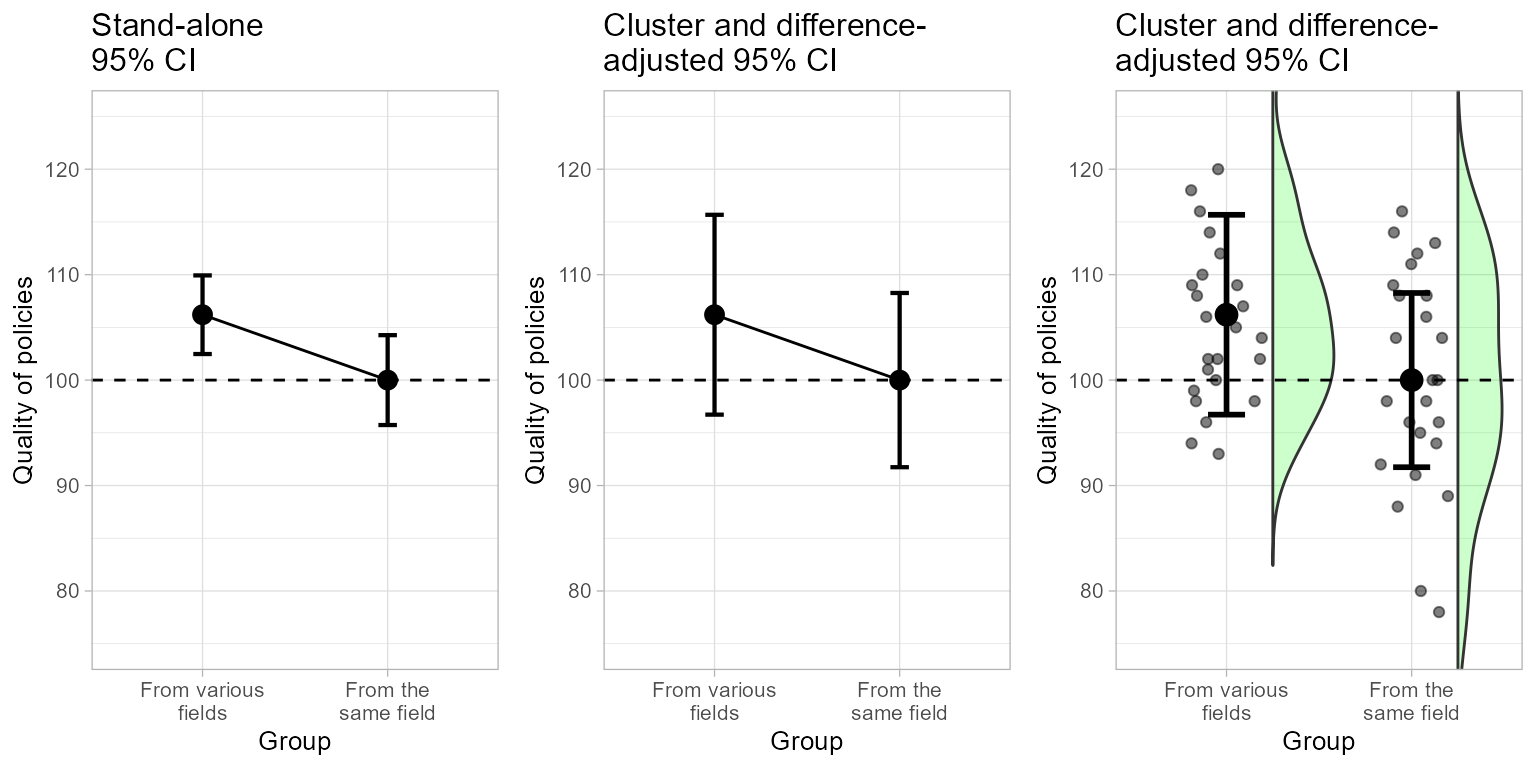 Stand-alone
95% CI
Quality of policies
120
110
100
90
80
From various
fields
From the
same field
Group
Cluster and difference-
adjusted 95% CI
Quality of policies
120
110
100
90
80
From various
fields
From the
same field
Group
Cluster and difference-
adjusted 95% CI
Quality of policies
120
110
100
90
80
From various
fields
From the
same field
Group